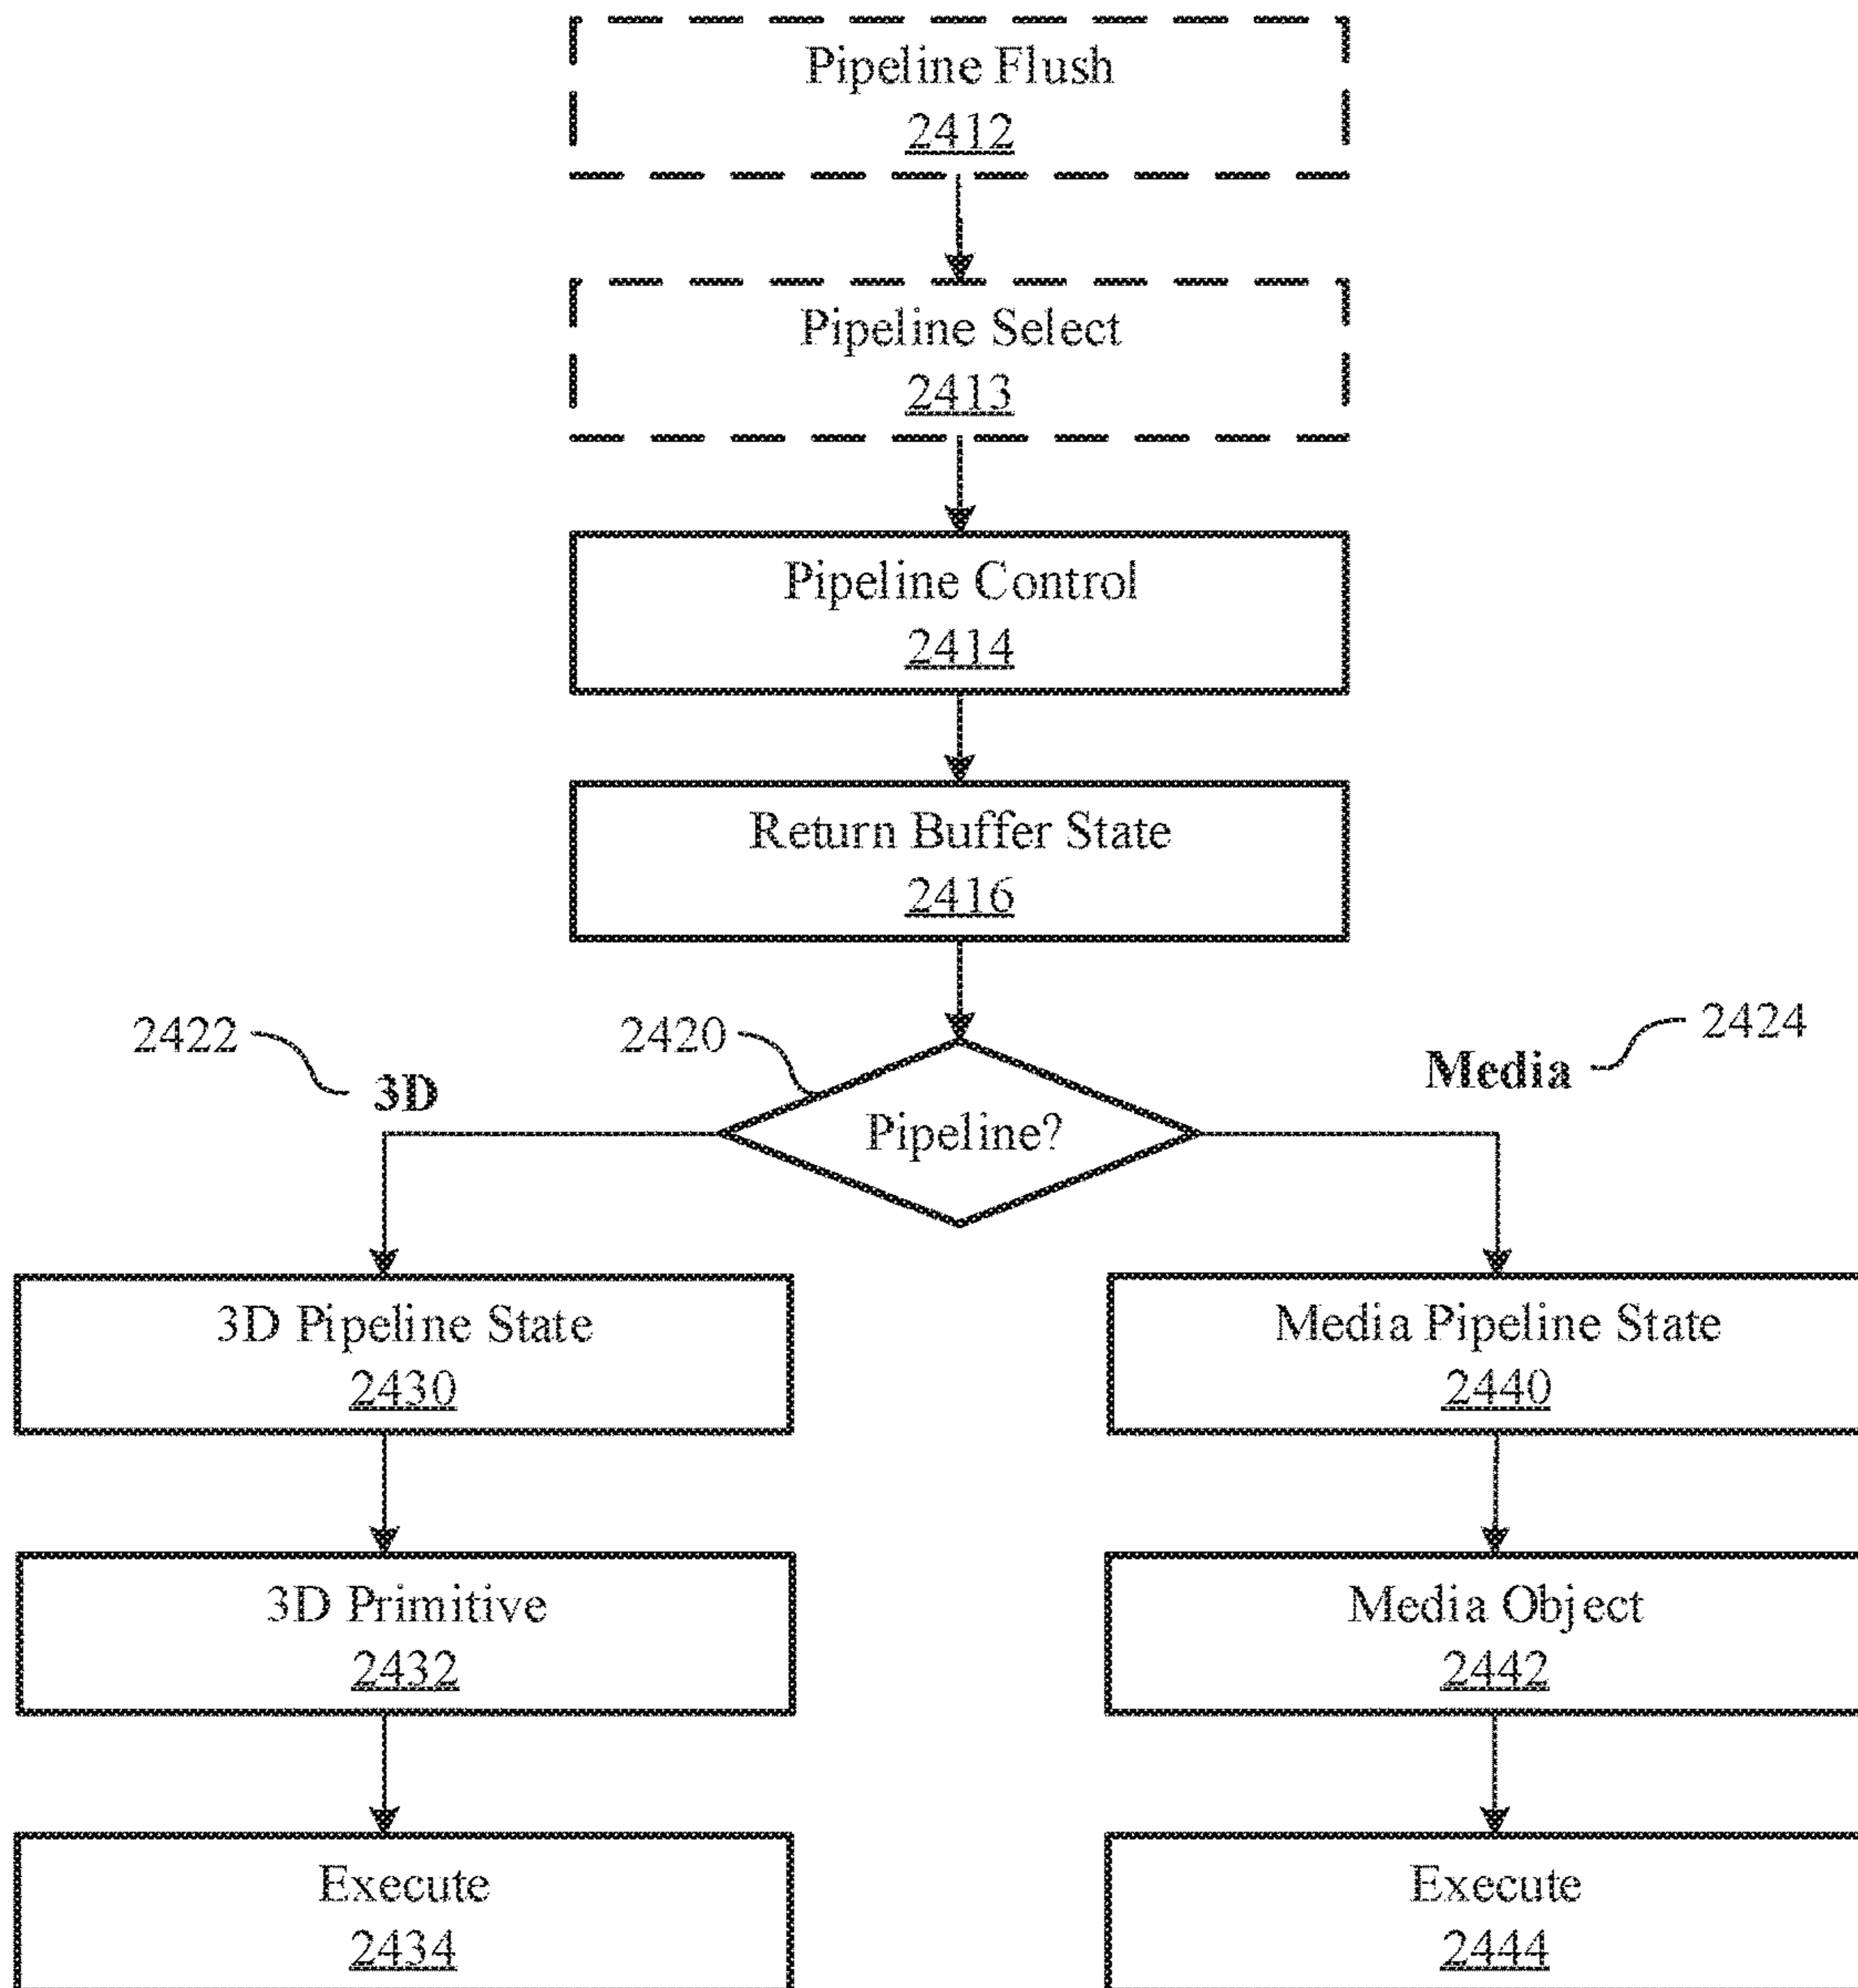 Pipeline Flush
2412
Pipeline Select
2413
Pipeline Control
2414
Return Buffer State
2416
2422
3D
2420
Pipeline?
Media
2424
3D Pipeline State
2430
Media Pipeline State
2440
3D Primitive
2432
Media Object
2442
Execute
2434
Execute
2444